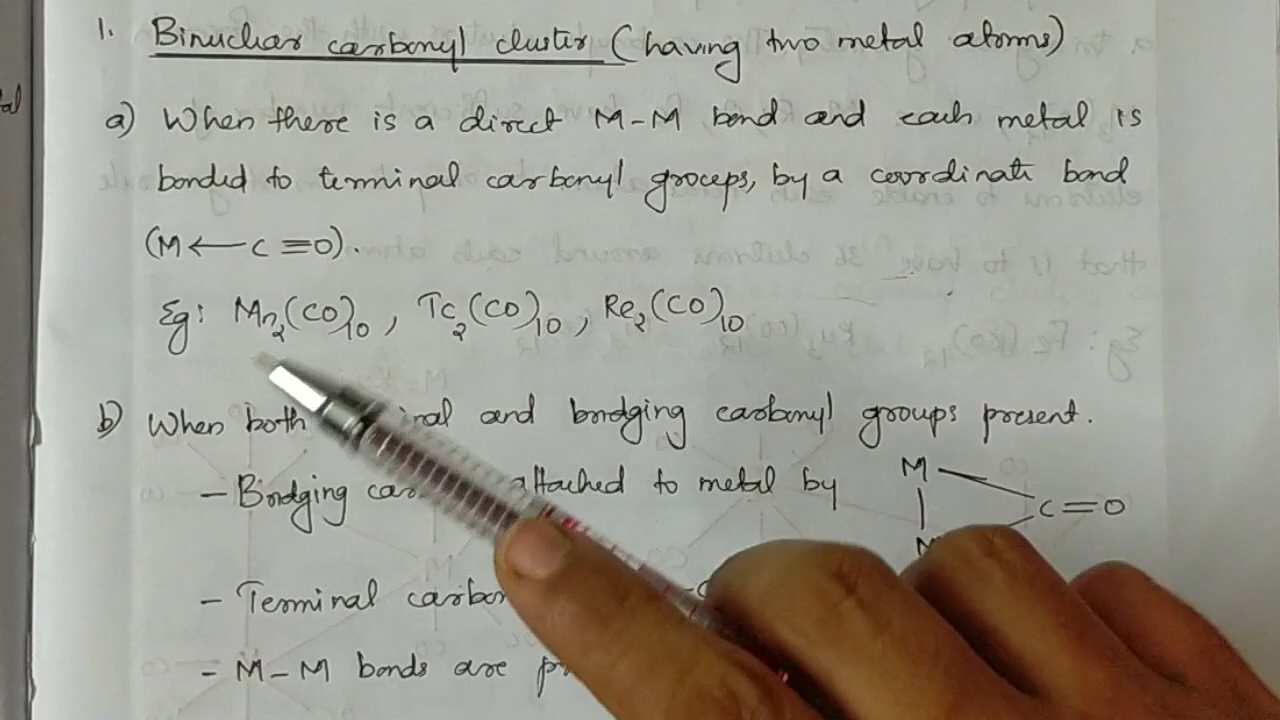 1. Binuclear carbonyl cluster (having two metal atoms)
a) When there is a direct M-M bond and each metal is
bonded to terminal carbonyl groups, by a coordinate bond
(M ← C ≡ O).
Eg: Mn₂(CO)₁₀, Tc₂(CO)₁₀, Re₂(CO)₁₀
b) When both and bridging carbonyl groups present.
- Bridging attached to metal by
M
C = O
- Terminal
- M-M bonds are